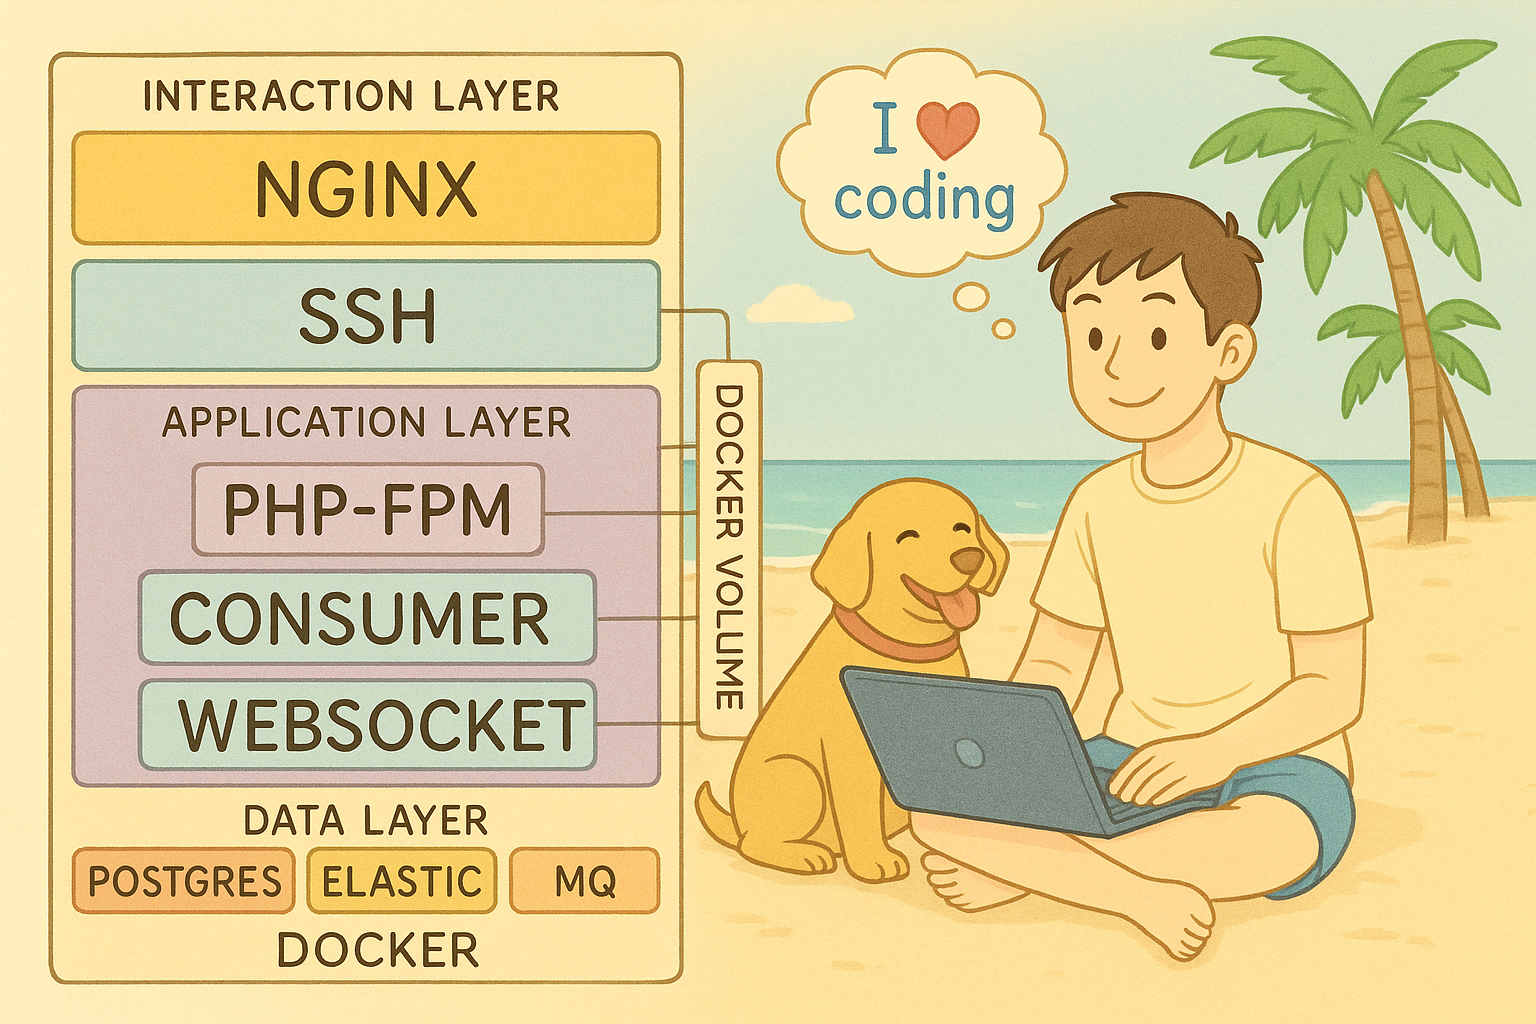 INTERACTION LAYER
NGINX
SSH
APPLICATION LAYER
PHP-FPM
CONSUMER
WEBSOCKET
DOCKER VOLUME
DATA LAYER
POSTGRES
ELASTIC
MQ
DOCKER
I ❤
coding